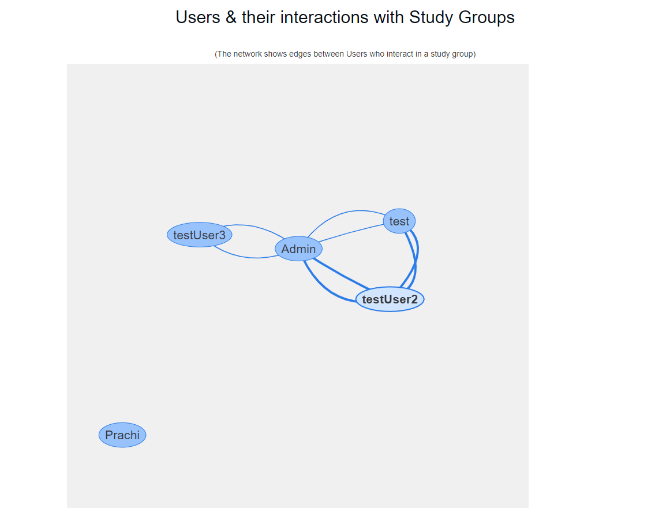 Users & their interactions with Study Groups
(The network shows edges between Users who interact in a study group)
test
testUser3
Admin
testUser2
Prachi